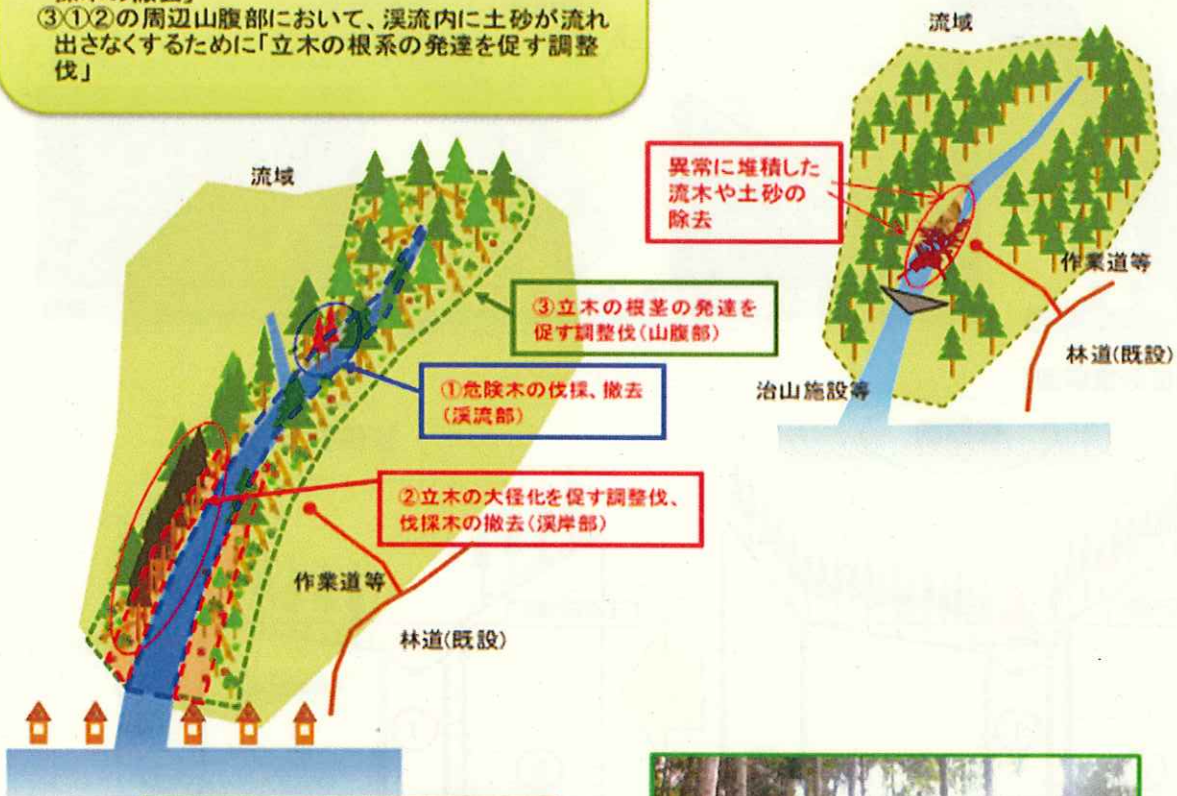 ③①②の周辺山腹部において、渓流内に土砂が流れ
出さなくするために「立木の根系の発達を促す調整
伐」
流域
異常に堆積した
流木や土砂の
除去
作業道等
林道(既設)
治山施設等
流域
③立木の根茎の発達を
促す調整伐(山腹部)
①危険木の伐採、撤去
(渓流部)
②立木の大径化を促す調整伐、
伐採木の撤去(渓岸部)
作業道等
林道(既設)